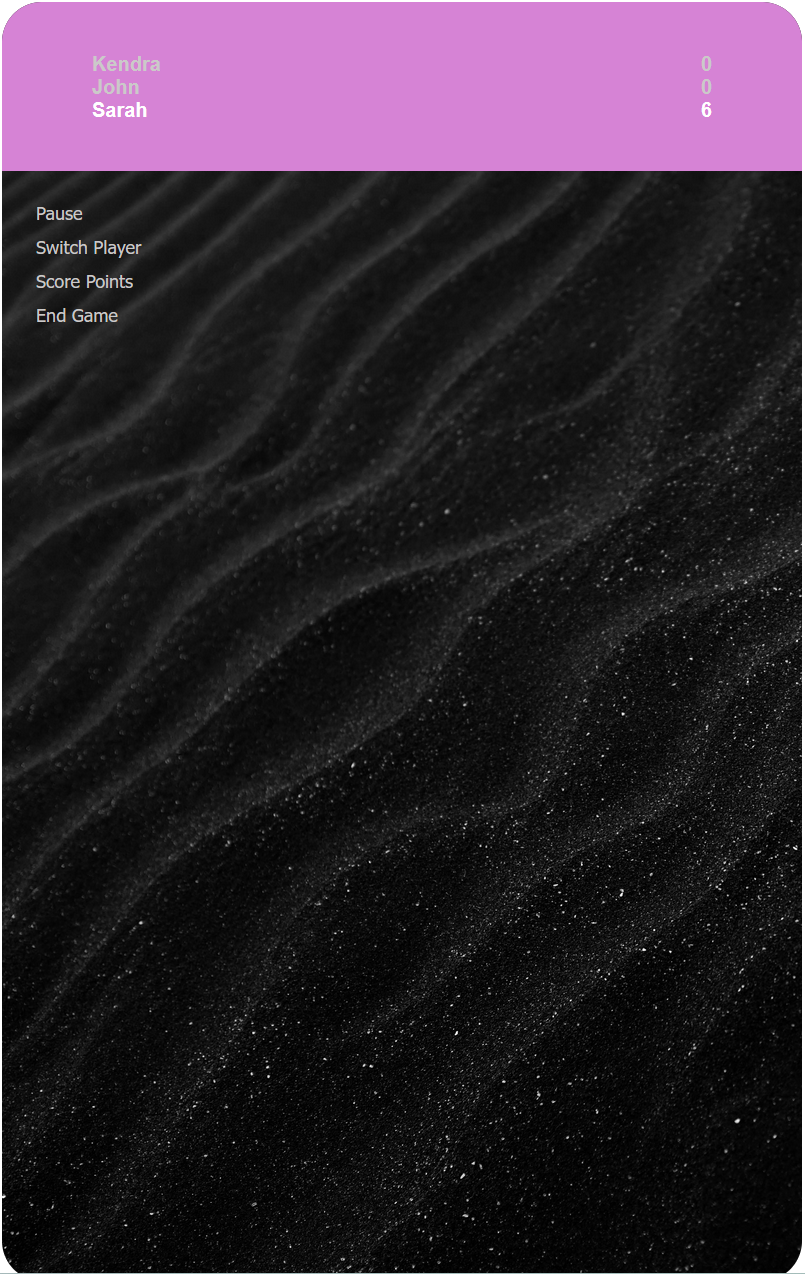 Kendra 0
John 0
Sarah 6
Pause
Switch Player
Score Points
End Game